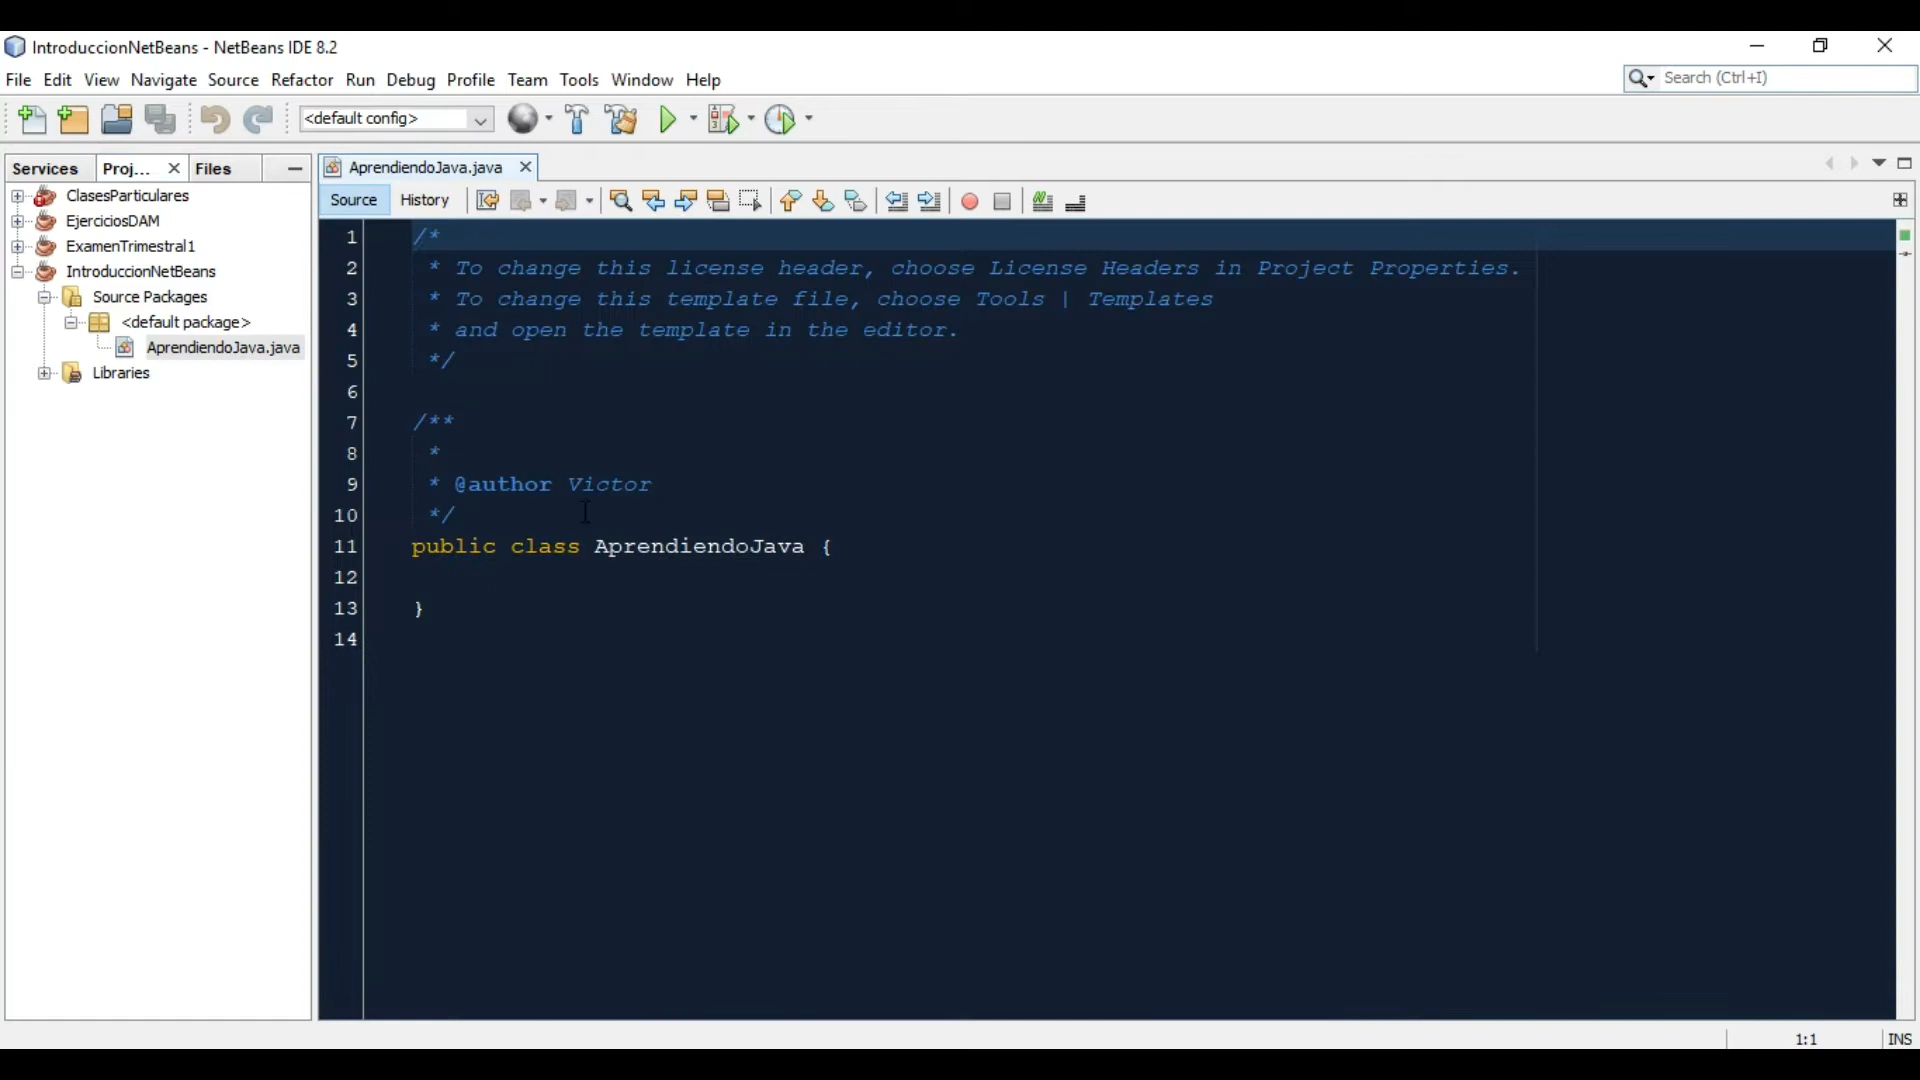 IntroduccionNetBeans - NetBeans IDE 8.2
File Edit View Navigate Source Refactor Run Debug Profile Team Tools Window Help
Search (Ctrl+I)
<default config>
Services Proj... Files
AprendiendoJava.java
Source History
ClasesParticulares
EjerciciosDAM
ExamenTrimestral1
IntroduccionNetBeans
Source Packages
<default package>
AprendiendoJava.java
Libraries
1 /*
2 * To change this license header, choose License Headers in Project Properties.
3 * To change this template file, choose Tools | Templates
4 * and open the template in the editor.
5 */
6
7 /**
8 *
9 * @author Victor
10 */
11 public class AprendiendoJava {
12
13 }
14
1:1 INS